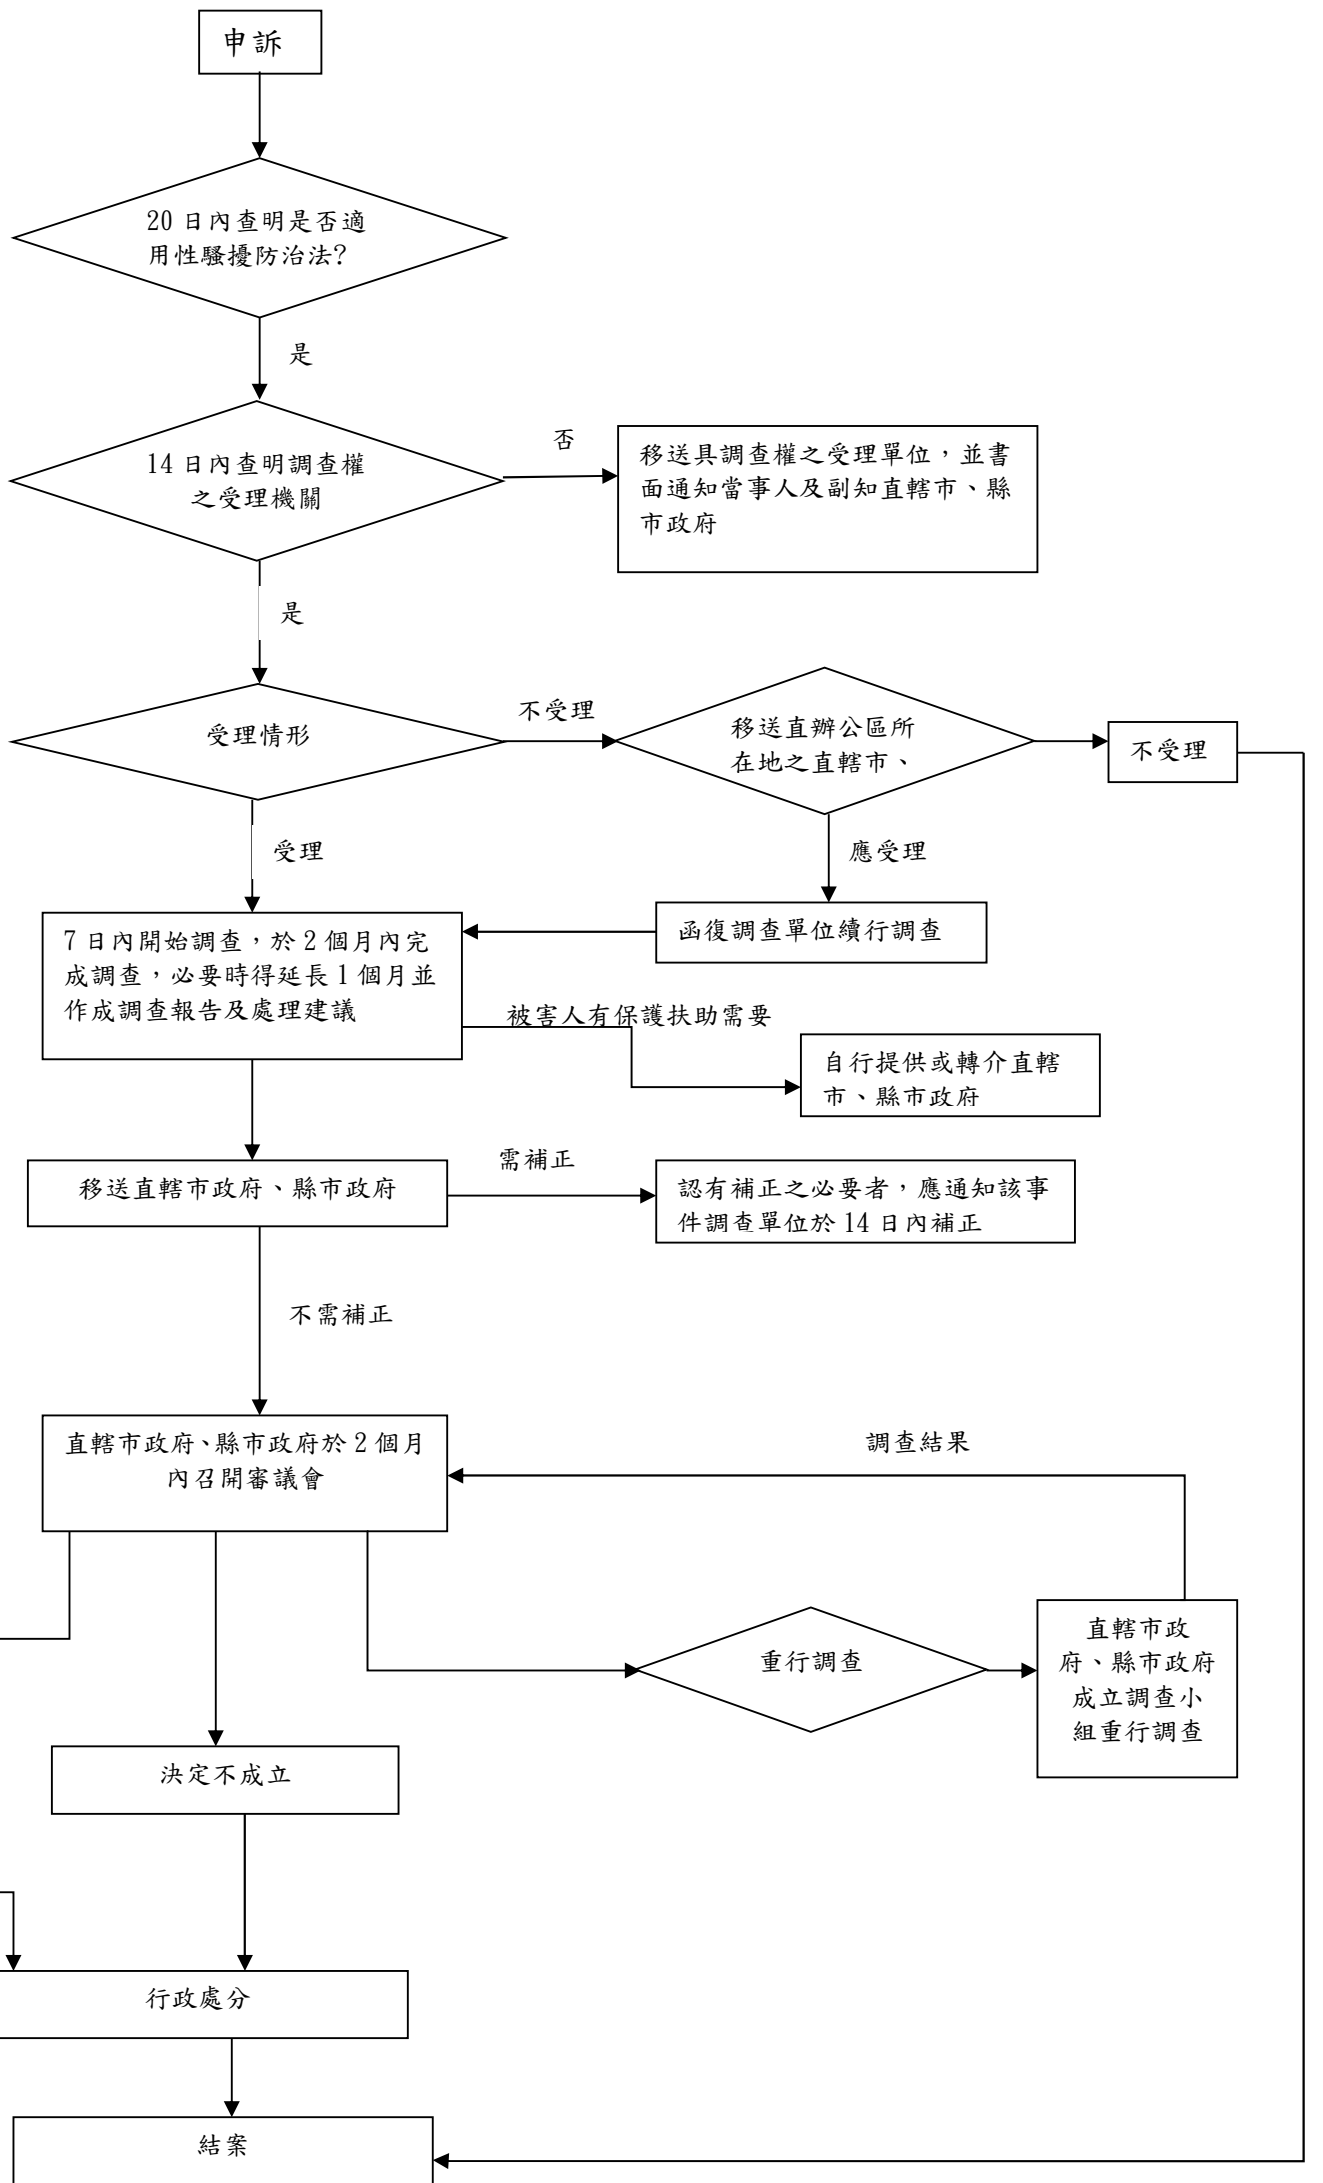 申訴
20 日內查明是否適
用性騷擾防治法?
是
14 日內查明調查權
之受理機關
否
移送具調查權之受理單位，並書
面通知當事人及副知直轄市、縣
市政府
是
受理情形
不受理
移送直辦公區所
在地之直轄市、
不受理
受理
應受理
7 日內開始調查，於 2 個月內完
成調查，必要時得延長 1 個月並
作成調查報告及處理建議
函復調查單位續行調查
被害人有保護扶助需要
自行提供或轉介直轄
市、縣市政府
移送直轄市政府、縣市政府
需補正
認有補正之必要者，應通知該事
件調查單位於 14 日內補正
不需補正
直轄市政府、縣市政府於 2 個月
內召開審議會
調查結果
重行調查
直轄市政
府、縣市政府
成立調查小
組重行調查
決定不成立
行政處分
結案